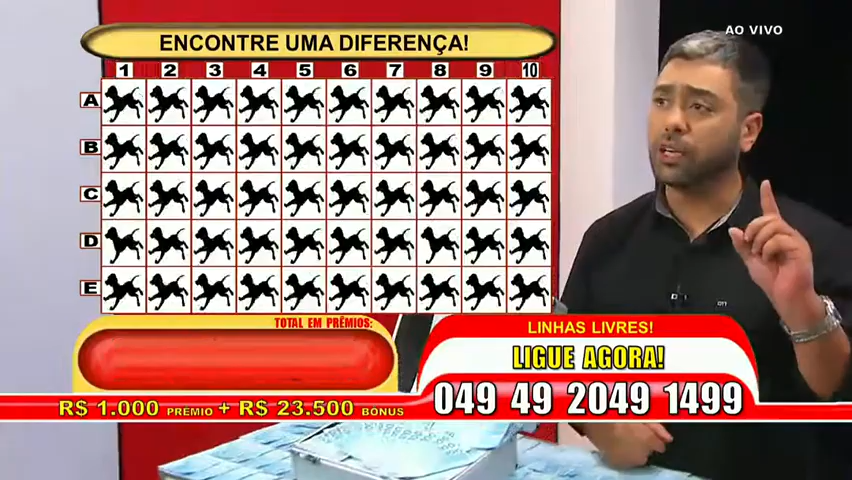 AO VIVO
ENCONTRE UMA DIFERENÇA!
1 2 3 4 5 6 7 8 9 10
A
B
C
D
E
TOTAL EM PRÊMIOS:
LINHAS LIVRES!
LIGUE AGORA!
049 49 2049 1499
R$ 1.000 PRÊMIO + R$ 23.500 BONUS